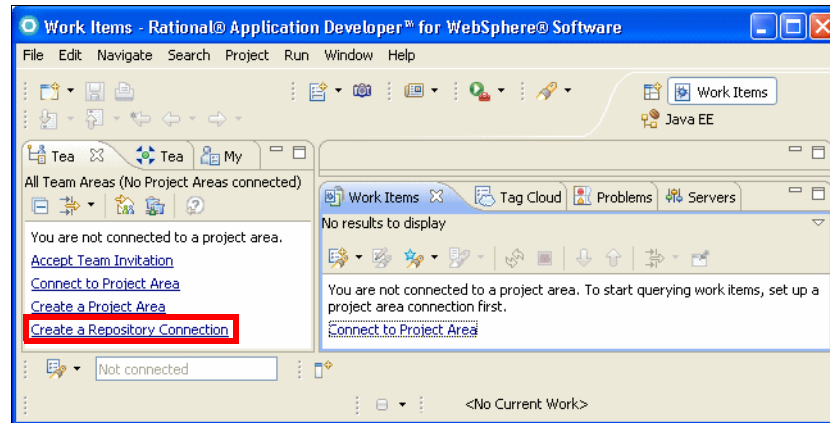 Work Items - Rational® Application Developer™ for WebSphere® Software
File Edit Navigate Search Project Run Window Help
Work Items
Java EE
Tea Tea My
All Team Areas (No Project Areas connected)
You are not connected to a project area.
Accept Team Invitation
Connect to Project Area
Create a Project Area
Create a Repository Connection
Work Items Tag Cloud Problems Servers
No results to display
You are not connected to a project area. To start querying work items, set up a
project area connection first.
Connect to Project Area
Not connected
<No Current Work>